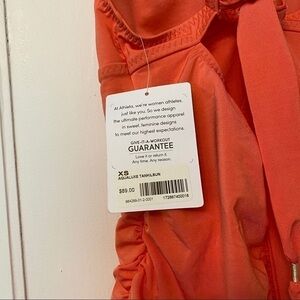 At Athleta, we're women athletes
just like you. So we design
the ultimate performance apparel
in sweet, feminine designs
to meet our highest expectations.
GIVE-IT-A-WORKOUT
GUARANTEE
Love it or return it.
Any time. Any reason.
XS
AQUALUXE TANKILRUN
$89.00